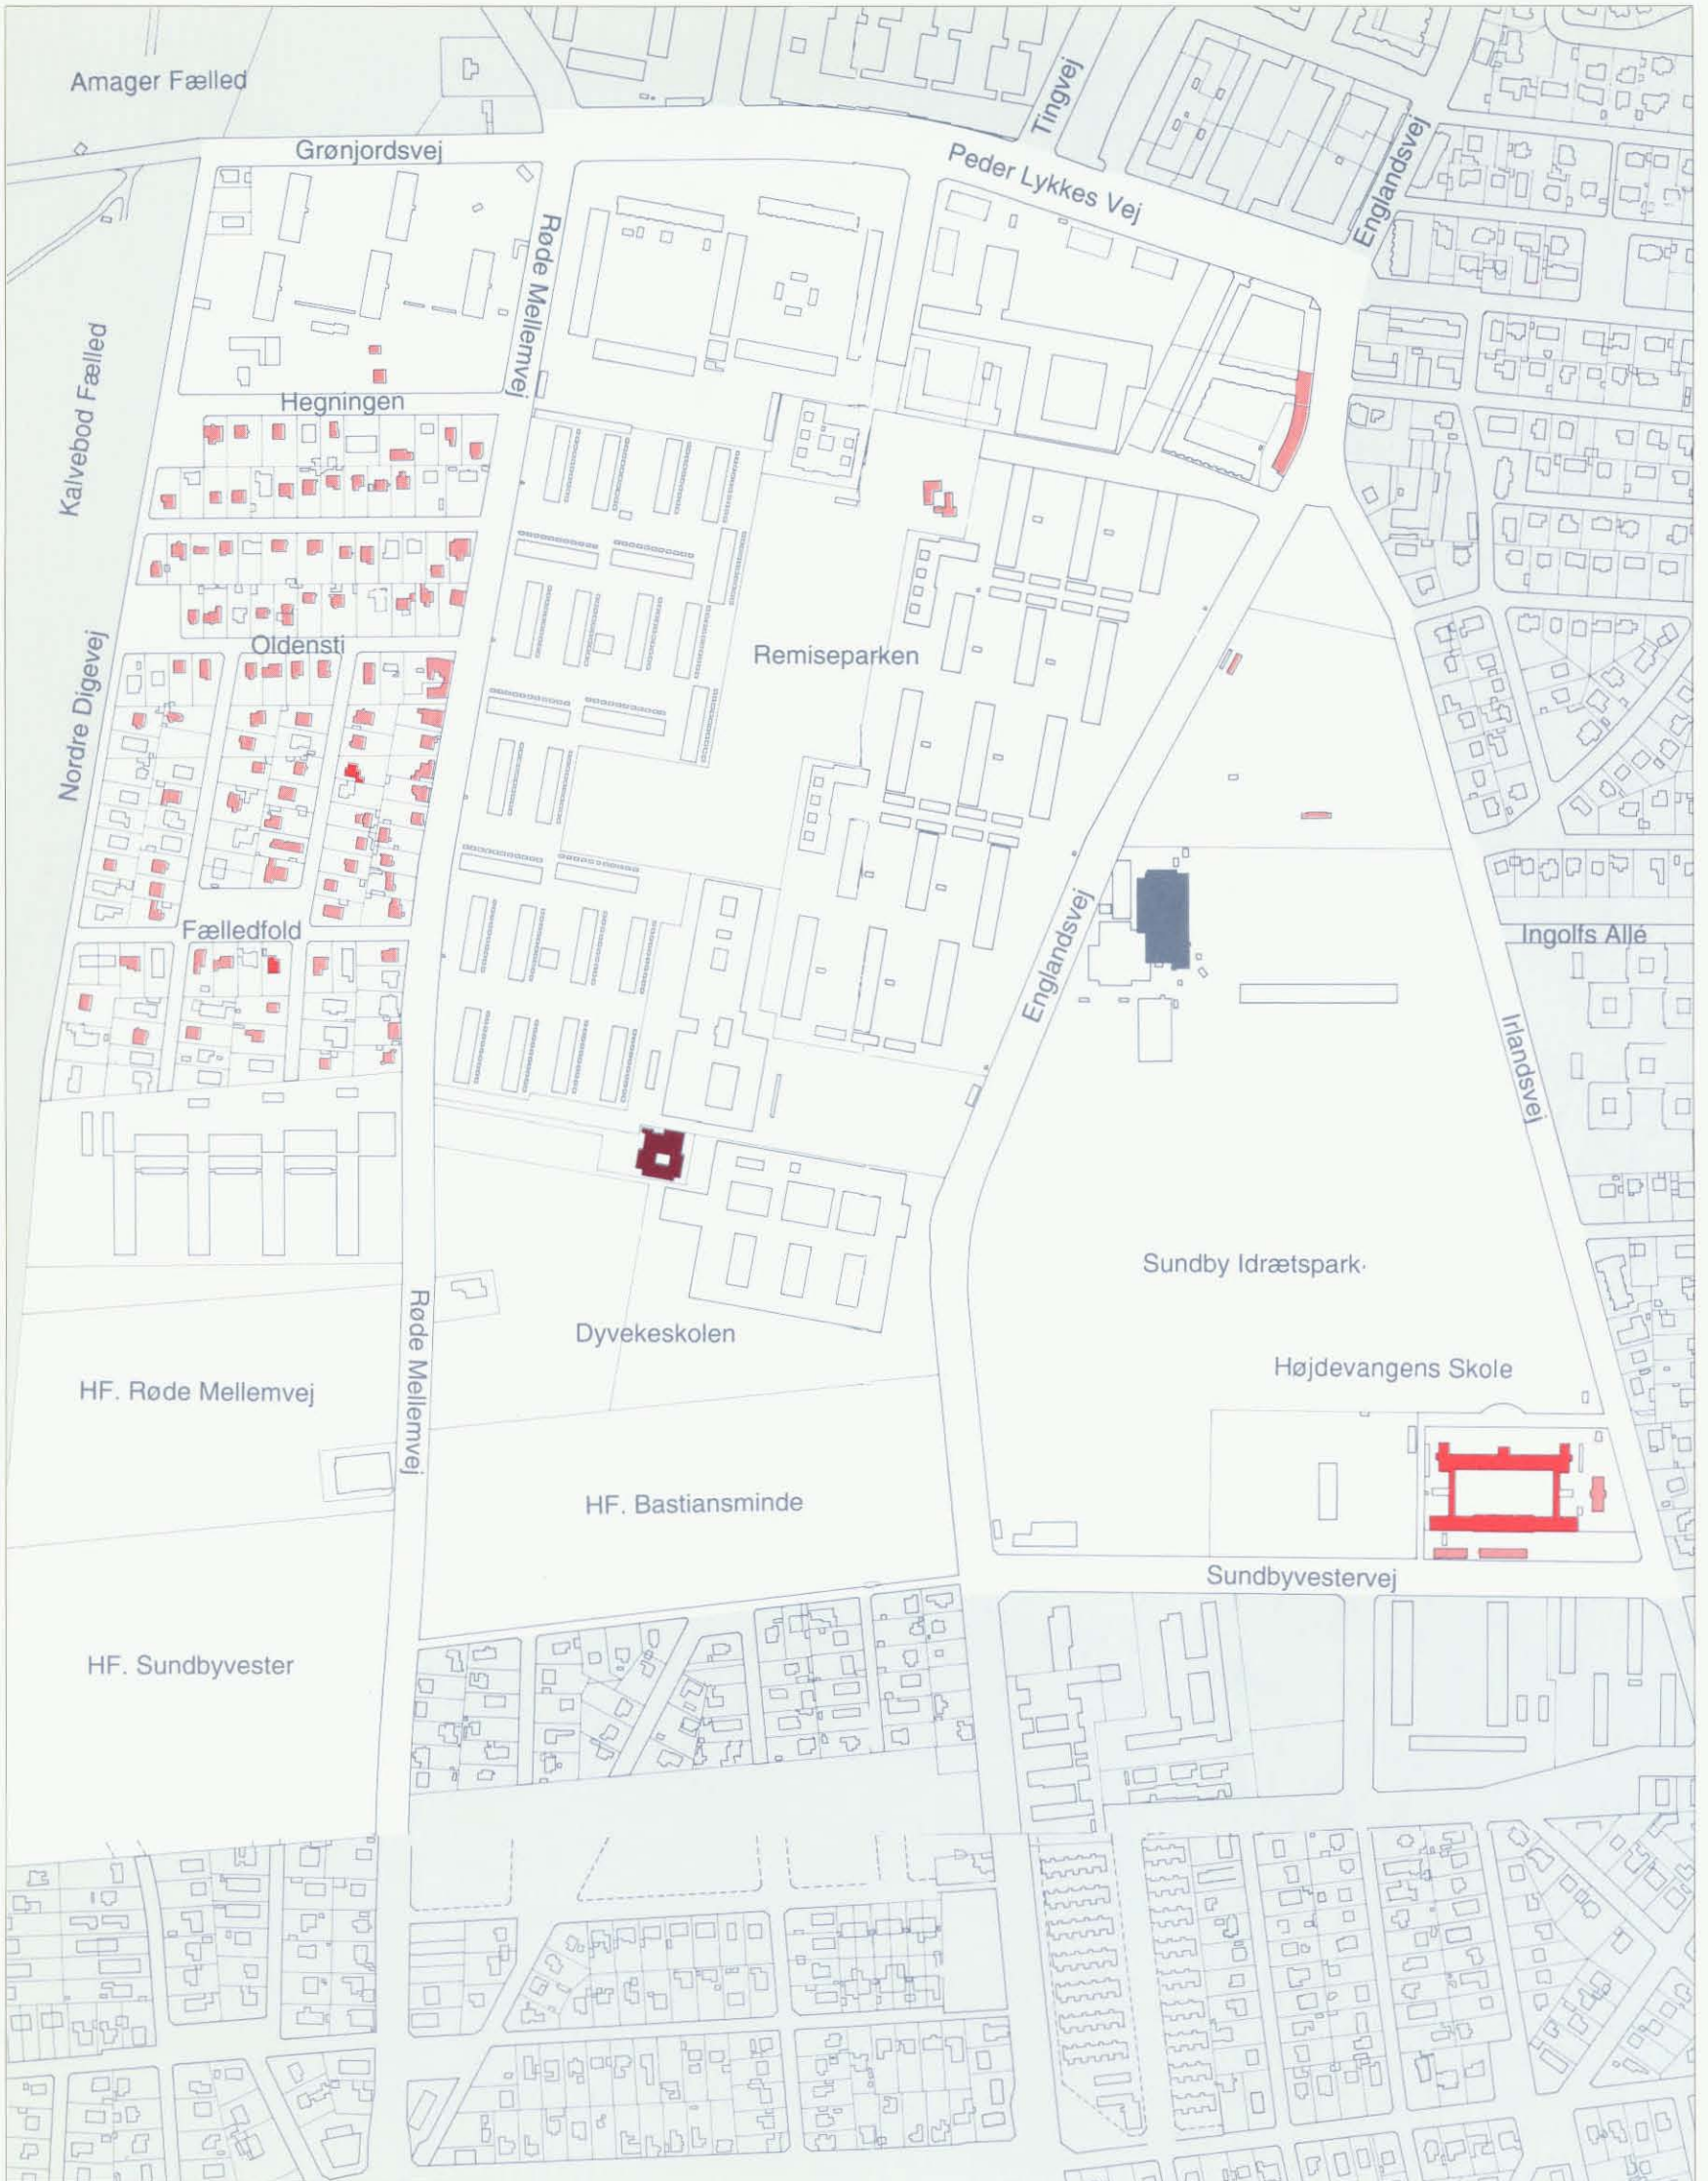 Amager Fælled
Grønjordsvej
Tingvej
Peder Lykkes Vej
Englandsvej
Røde Mellemvej
Kalvebod Fælled
Hegningen
Oldensti
Remiseparken
Nordre Digevej
Fælledfold
Englandsvej
Ingolfs Allé
Irlandsvej
Sundby Idrætspark
Røde Mellemvej
Dyvekeskolen
Højdevangens Skole
HF. Røde Mellemvej
HF. Bastiansminde
Sundbyvestervej
HF. Sundbyvester